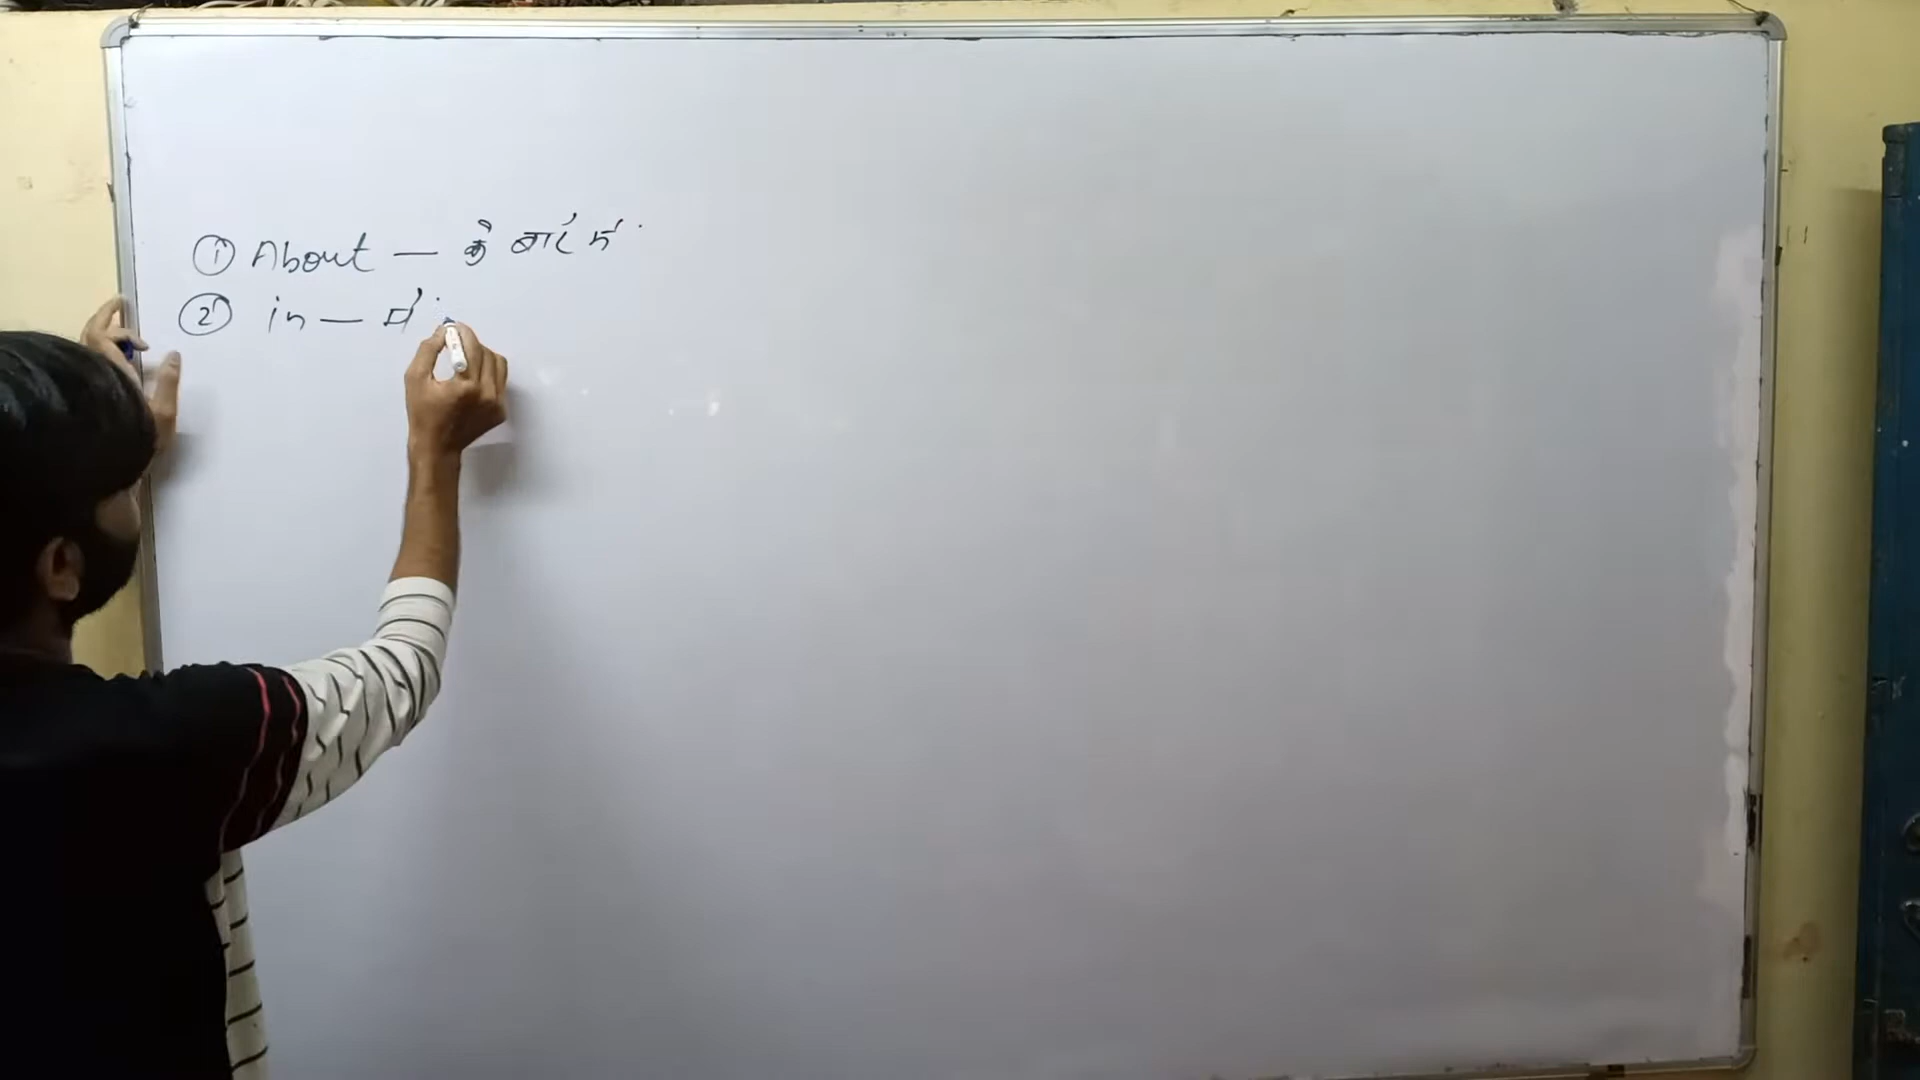 ① About — के बारे में
② in — में